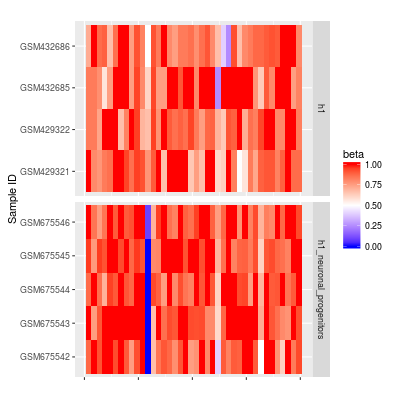 Sample ID
GSM432686
GSM432685
GSM429322
GSM429321
h1
GSM675546
GSM675545
GSM675544
GSM675543
GSM675542
h1_neuronal_progenitors
beta
1.00
0.75
0.50
0.25
0.00